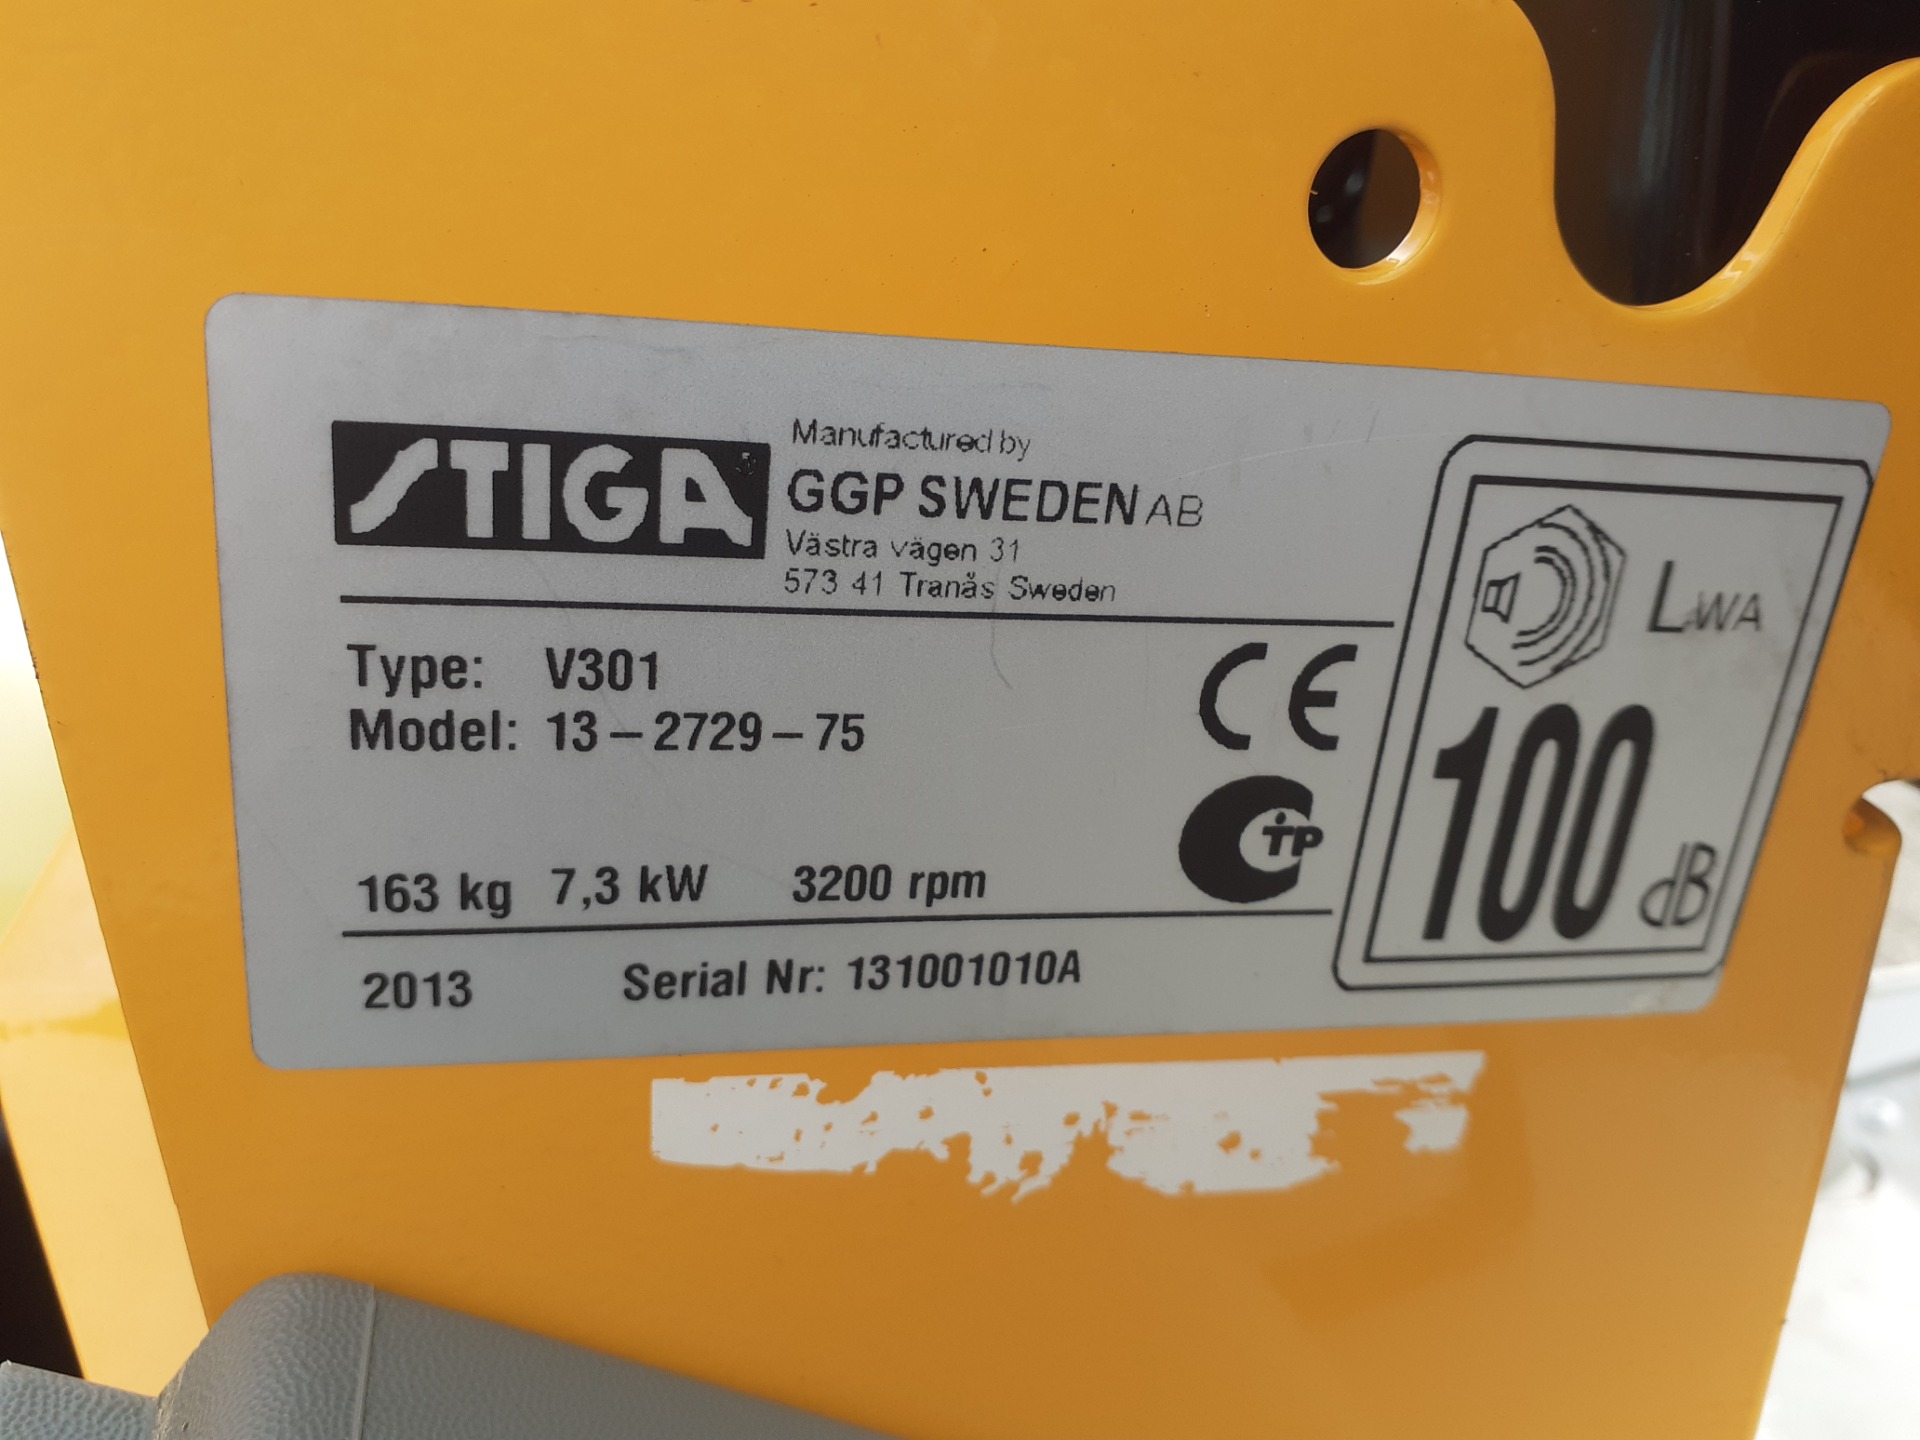 STIGA
Manufactured by
GGP SWEDEN AB
Västra vägen 31
573 41 Tranås Sweden
Type: V301
Model: 13-2729-75
CE
LWA
100 dB
163 kg 7,3 kW 3200 rpm
2013 Serial Nr: 131001010A